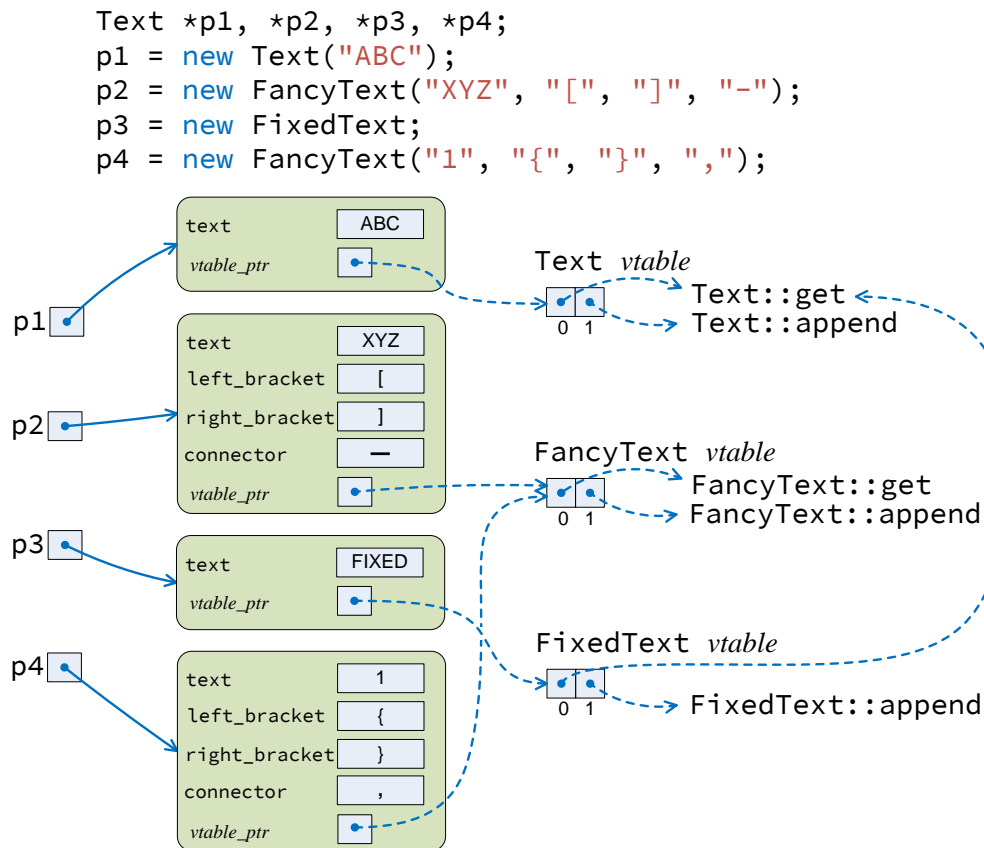 Text *p1, *p2, *p3, *p4;
p1 = new Text("ABC");
p2 = new FancyText("XYZ", "[", "]", "-");
p3 = new FixedText;
p4 = new FancyText("1", "{", "}", ",");
p1
text ABC
vtable_ptr
p2
text XYZ
left_bracket [
right_bracket ]
connector —
vtable_ptr
p3
text FIXED
vtable_ptr
p4
text 1
left_bracket {
right_bracket }
connector ,
vtable_ptr
Text vtable
0 1
Text::get
Text::append
FancyText vtable
0 1
FancyText::get
FancyText::append
FixedText vtable
0 1
FixedText::append